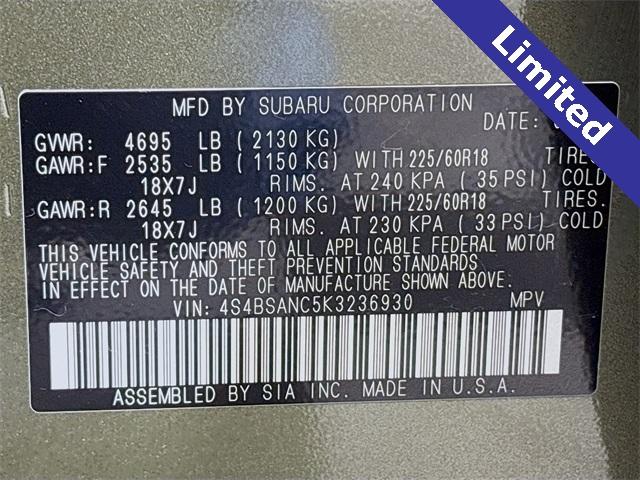 Limited
MFD BY SUBARU CORPORATION
DATE:
GVWR: 4695 LB ( 2130 KG)
GAWR:F 2535 LB ( 1150 KG) WITH 225/60R18 TIRES.
18X7J RIMS. AT 240 KPA ( 35 PSI) COLD
GAWR:R 2645 LB ( 1200 KG) WITH 225/60R18 TIRES.
18X7J RIMS. AT 230 KPA ( 33 PSI) COLD
THIS VEHICLE CONFORMS TO ALL APPLICABLE FEDERAL MOTOR
VEHICLE SAFETY AND THEFT PREVENTION STANDARDS
IN EFFECT ON THE DATE OF MANUFACTURE SHOWN ABOVE.
VIN: 4S4BSANC5K3236930 MPV
ASSEMBLED BY SIA INC. MADE IN U.S.A.